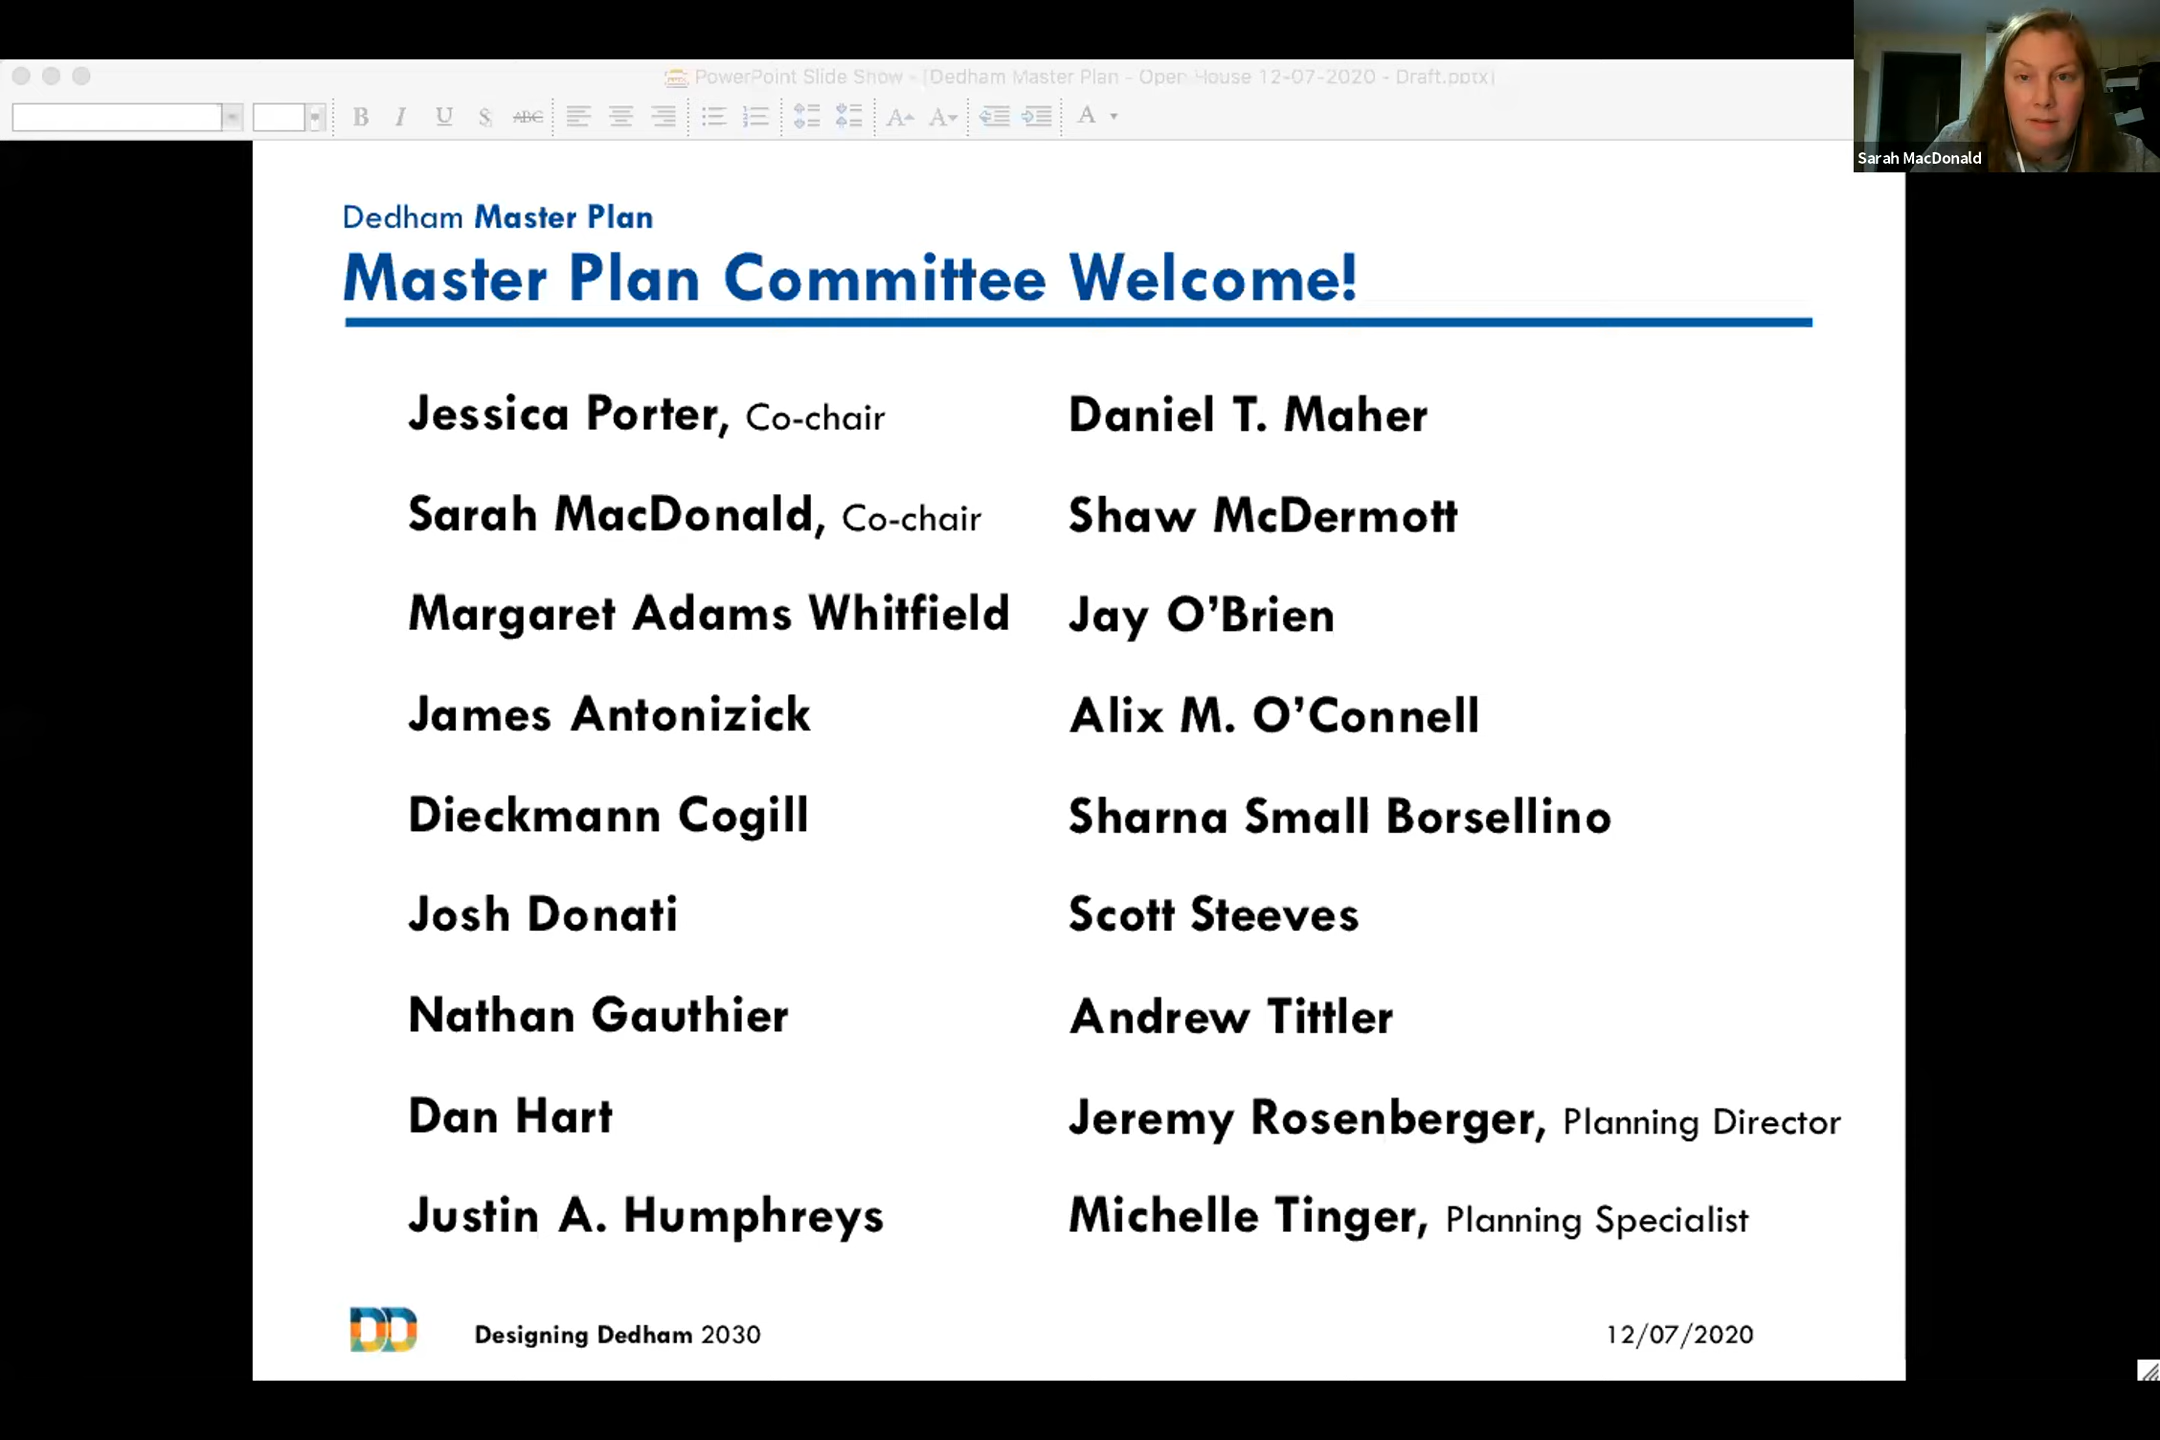 PowerPoint Slide Show - [Dedham Master Plan - Open House 12-07-2020 - Draft.pptx]
B I U S ABC A A A
Sarah MacDonald
Dedham Master Plan
Master Plan Committee Welcome!
Jessica Porter, Co-chair
Sarah MacDonald, Co-chair
Margaret Adams Whitfield
James Antonizick
Dieckmann Cogill
Josh Donati
Nathan Gauthier
Dan Hart
Justin A. Humphreys
Daniel T. Maher
Shaw McDermott
Jay O’Brien
Alix M. O’Connell
Sharna Small Borsellino
Scott Steeves
Andrew Tittler
Jeremy Rosenberger, Planning Director
Michelle Tinger, Planning Specialist
DD Designing Dedham 2030
12/07/2020